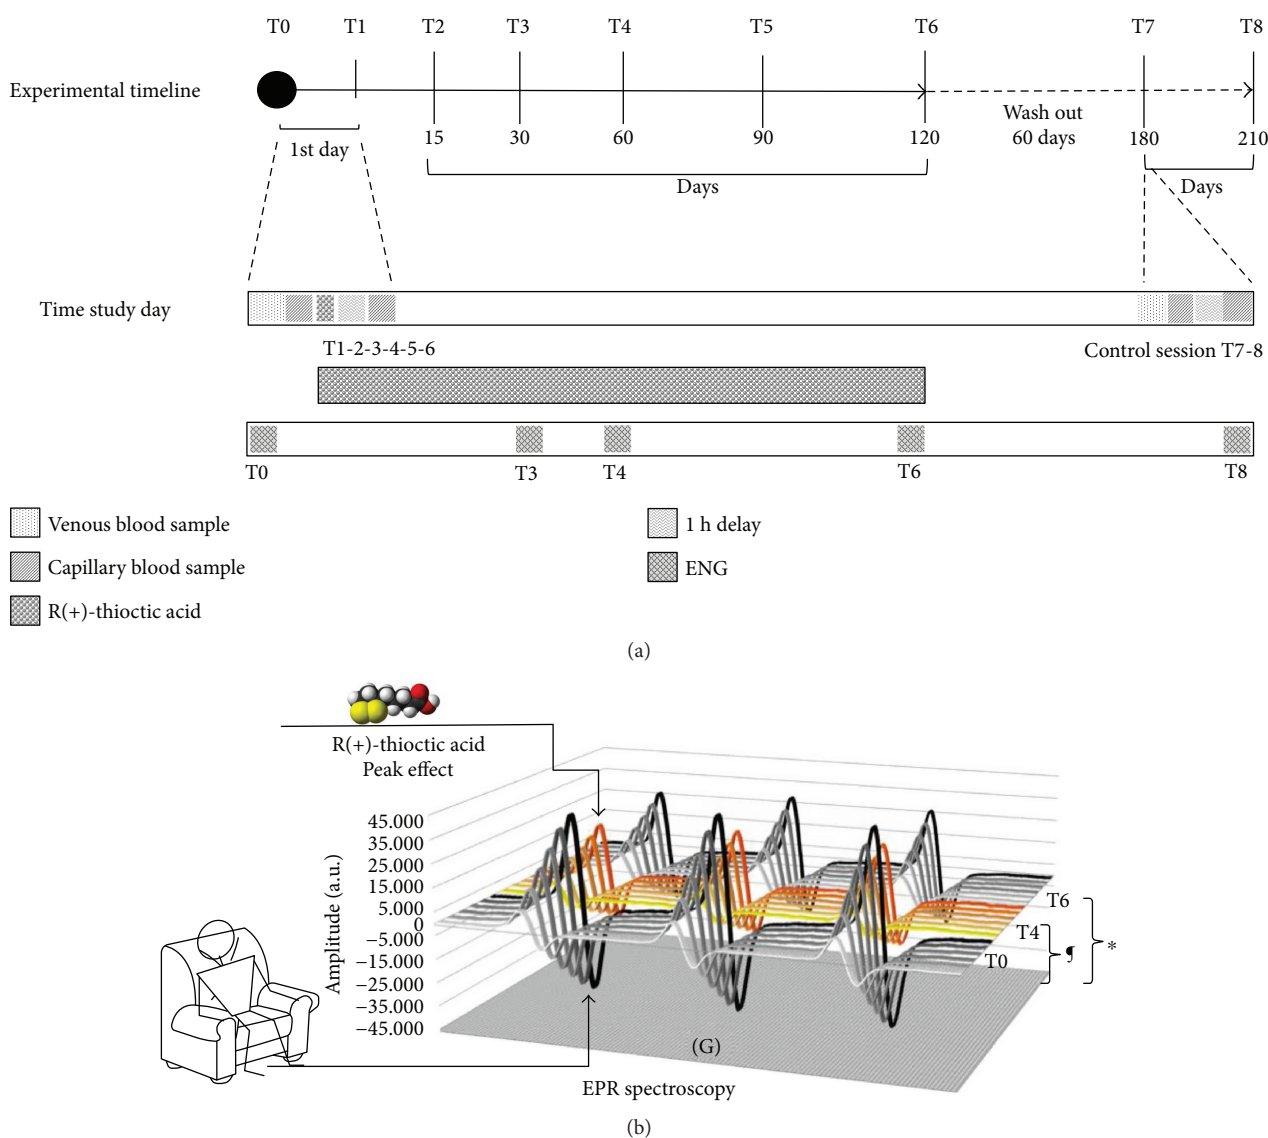 T0 T1 T2 T3 T4 T5 T6 T7 T8
Experimental timeline
Wash out
60 days
15 30 60 90 120 180 210
1st day
Days
Days
Time study day
T1-2-3-4-5-6
Control session T7-8
T0 T3 T4 T6 T8
Venous blood sample
1 h delay
Capillary blood sample
ENG
R(+)-thioctic acid
(a)
R(+)-thioctic acid
Peak effect
Amplitude (a.u.)
45.000
35.000
25.000
15.000
5.000
0
−5.000
−15.000
−25.000
−35.000
−45.000
T6
T4
T0
¶
*
(G)
EPR spectroscopy
(b)